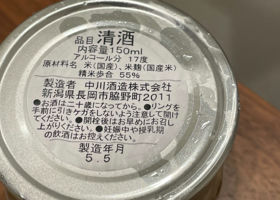 品目 清酒
内容量150ml
アルコール分 17度
原材料名 米(国産)、米麹(国産米)
精米歩合 55%
製造者 中川酒造株式会社
新潟県長岡市脇野町2011
●お酒は二十歳になってから。●リングを
手前に引きケガをしないよう注意して開け
てください。●開栓後はお早めにお召し
上がりください。●妊娠中や授乳期
の飲酒はお控えください。
製造年月
5.5